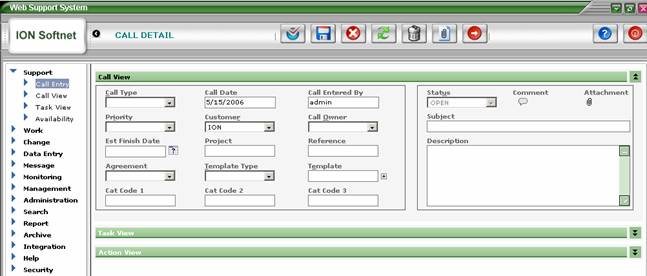 Web Support System
ION Softnet
CALL DETAIL
Support
Call Entry
Call View
Task View
Availability
Work
Change
Data Entry
Message
Monitoring
Management
Administration
Search
Report
Archive
Integration
Help
Security
Call View
Call Type
Call Date
Call Entered By
5/15/2006
admin
Priority
Customer
Call Owner
ION
Est Finish Date
Project
Reference
?
Agreement
Template Type
Template
Cat Code 1
Cat Code 2
Cat Code 3
Status
Comment
Attachment
OPEN
Subject
Description
Task View
Action View